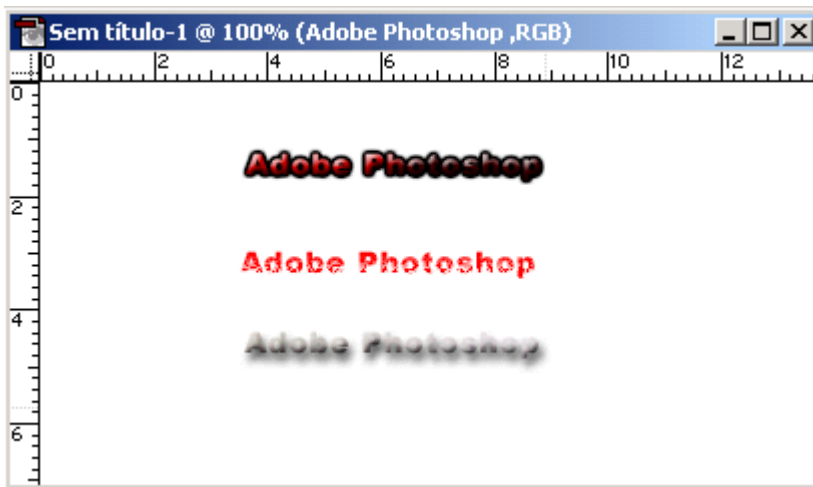 Sem título-1 @ 100% (Adobe Photoshop ,RGB)
0 2 4 6 8 10 12
0
Adobe Photoshop
2
Adobe Photoshop
4
Adobe Photoshop
6